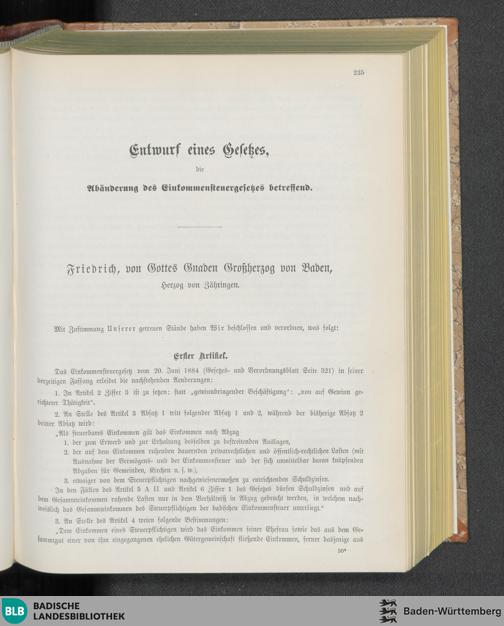 235
Entwurf eines Gesetzes,
die
Abänderung des Einkommensteuergesetzes betreffend.
Friedrich, von Gottes Gnaden Großherzog von Baden,
Herzog von Zähringen.
Mit Zustimmung Unserer getreuen Stände haben Wir beschlossen und verordnen, was folgt:
Erster Artikel.
Das Einkommensteuergesetz vom 20. Juni 1884 (Gesetzes- und Verordnungsblatt Seite 321) in seiner
derzeitigen Fassung erleidet die nachstehenden Aenderungen:
1. In Artikel 2 Ziffer 5 ist zu setzen: statt „gewinnbringender Beschäftigung": „von auf Gewinn ge-
richteter Thätigkeit".
2. An Stelle des Artikel 3 Absatz 1 tritt folgender Absatz 1 und 2, während der bisherige Absatz 2
dritter Absatz wird:
„Als steuerbares Einkommen gilt das Einkommen nach Abzug
1. der zum Erwerb und zur Erhaltung desselben zu bestreitenden Auslagen,
2. der auf dem Einkommen ruhenden dauernden privatrechtlichen und öffentlich-rechtlichen Lasten (mit
Ausnahme der Vermögens- und der Einkommensteuer und der sich unmittelbar daran knüpfenden
Abgaben für Gemeinden, Kirchen u. s. w.),
3. etwaiger von dem Steuerpflichtigen nachgewiesenermaßen zu entrichtenden Schuldzinsen.
In den Fällen des Artikel 5 A II und Artikel 6 Ziffer 1 des Gesetzes dürfen Schuldzinsen und auf
dem Gesammteinkommen ruhende Lasten nur in dem Verhältniß in Abzug gebracht werden, in welchem nach-
weislich das Gesammteinkommen des Steuerpflichtigen der badischen Einkommensteuer unterliegt."
3. An Stelle des Artikel 4 treten folgende Bestimmungen:
„Dem Einkommen eines Steuerpflichtigen wird das Einkommen seiner Ehefrau sowie das aus dem Ge-
sammtgut einer von ihm eingegangenen ehelichen Gütergemeinschaft fließende Einkommen, ferner dasjenige aus
30*
BLB
BADISCHE
LANDESBIBLIOTHEK
Baden-Württemberg